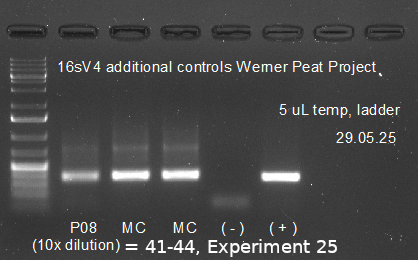 16sV4 additional controls Werner Peat Project
5 uL temp, ladder
29.05.25
P08 MC MC (-) (+)
(10x dilution) = 41-44, Experiment 25